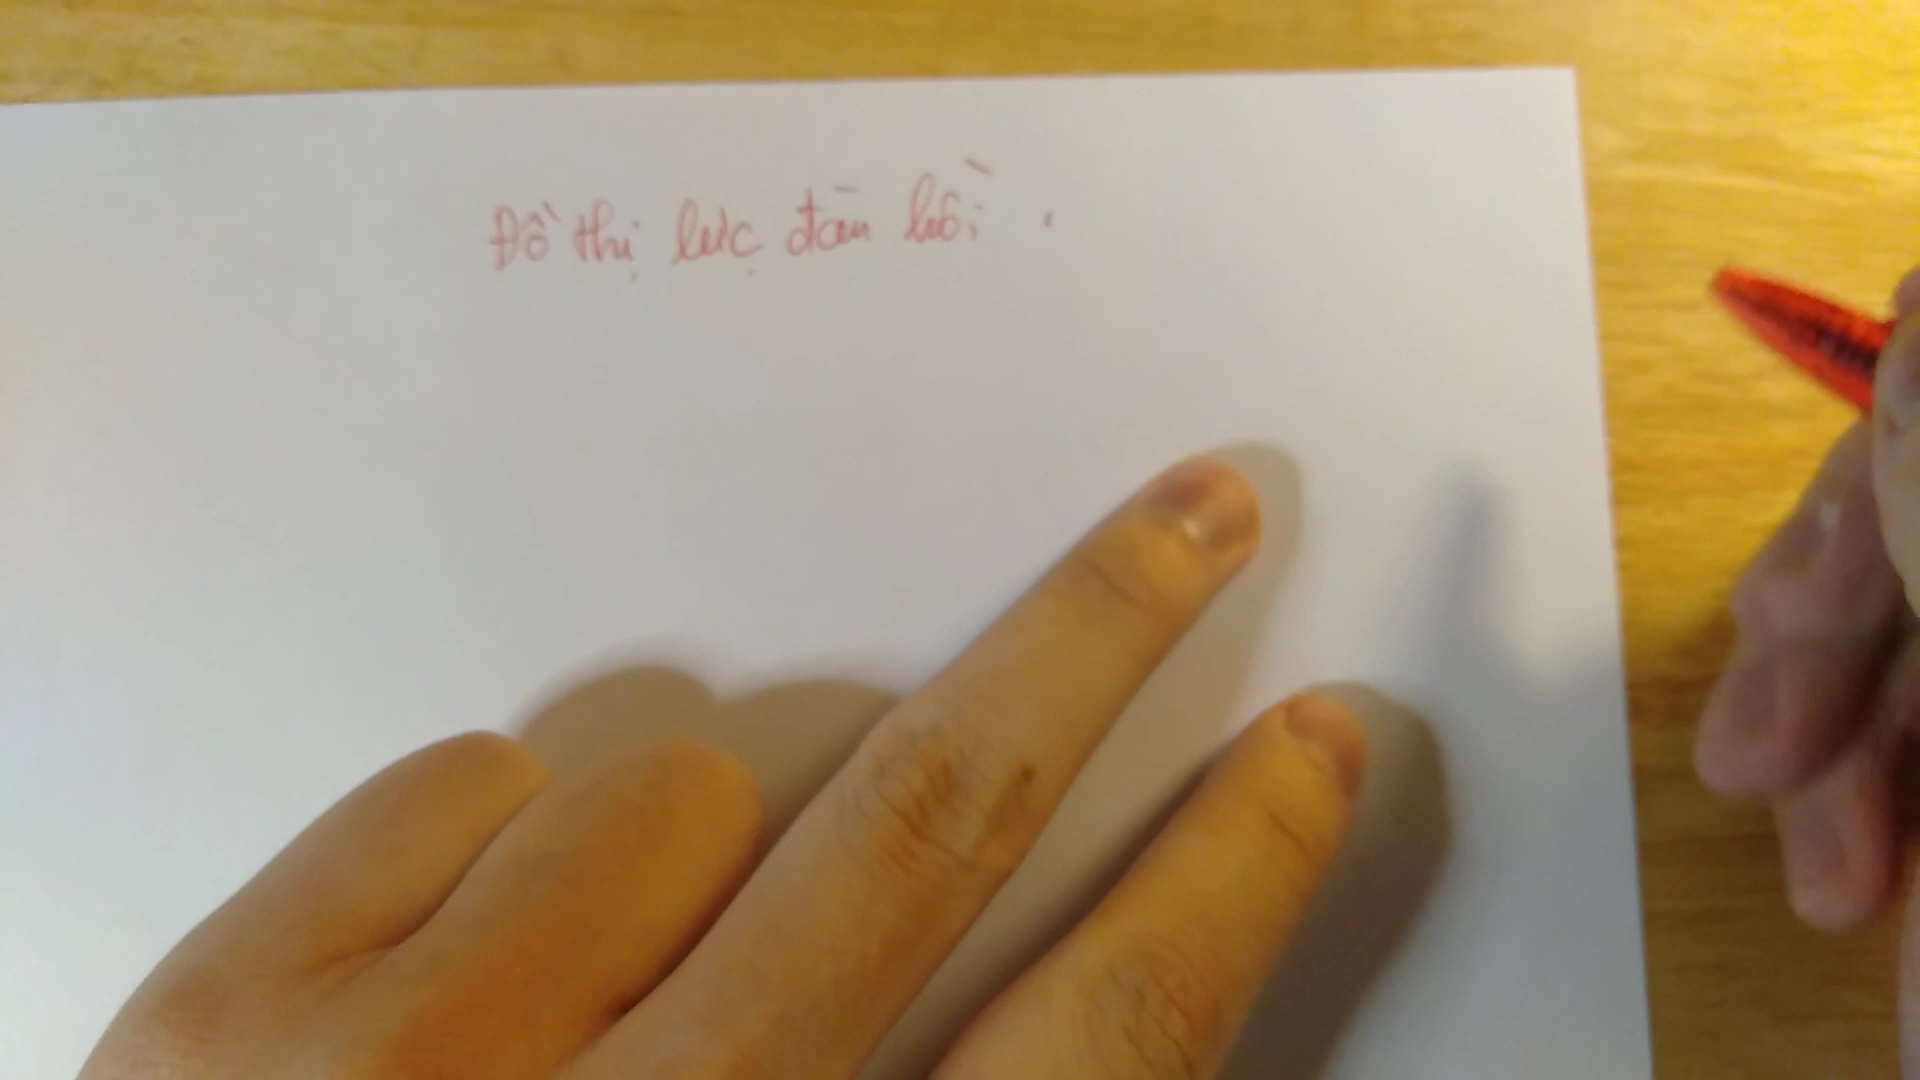 Đồ thị lực đàn hồi.